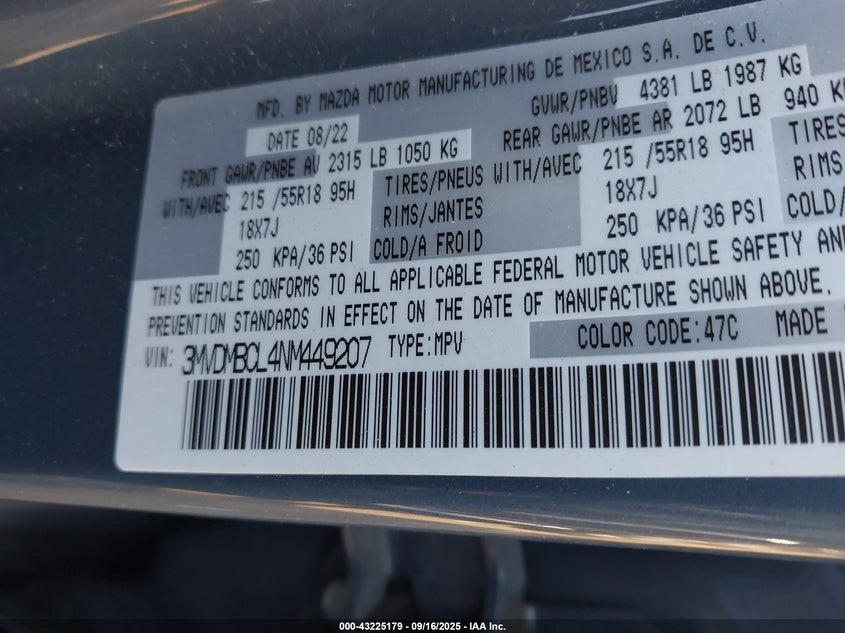 MFD. BY MAZDA MOTOR MANUFACTURING DE MEXICO S.A. DE C.V.
DATE 08/22 GVWR/PNBV 4381 LB 1987 KG
FRONT GAWR/PNBE AV 2315 LB 1050 KG REAR GAWR/PNBE AR 2072 LB 940
WITH/AVEC 215 /55R18 95H TIRES/PNEUS WITH/AVEC 215 /55R18 95H TIRES
18X7J RIMS/JANTES 18X7J RIMS
250 KPA/36 PSI COLD/A FROID 250 KPA/36 PSI COLD/
THIS VEHICLE CONFORMS TO ALL APPLICABLE FEDERAL MOTOR VEHICLE SAFETY AND
PREVENTION STANDARDS IN EFFECT ON THE DATE OF MANUFACTURE SHOWN ABOVE.
VIN: 3MVDMBCL4NM449207 TYPE:MPV COLOR CODE:47C MADE
000-43225179 - 09/16/2025 - IAA Inc.